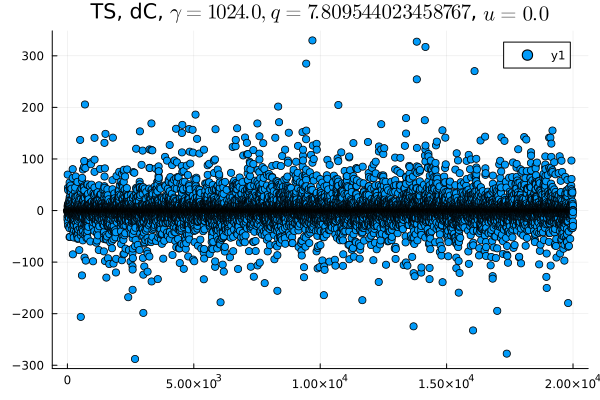 TS, dC, γ = 1024.0, q = 7.809544023458767, u = 0.0
y1
300
200
100
0
−100
−200
−300
0 5.00×10³ 1.00×10⁴ 1.50×10⁴ 2.00×10⁴